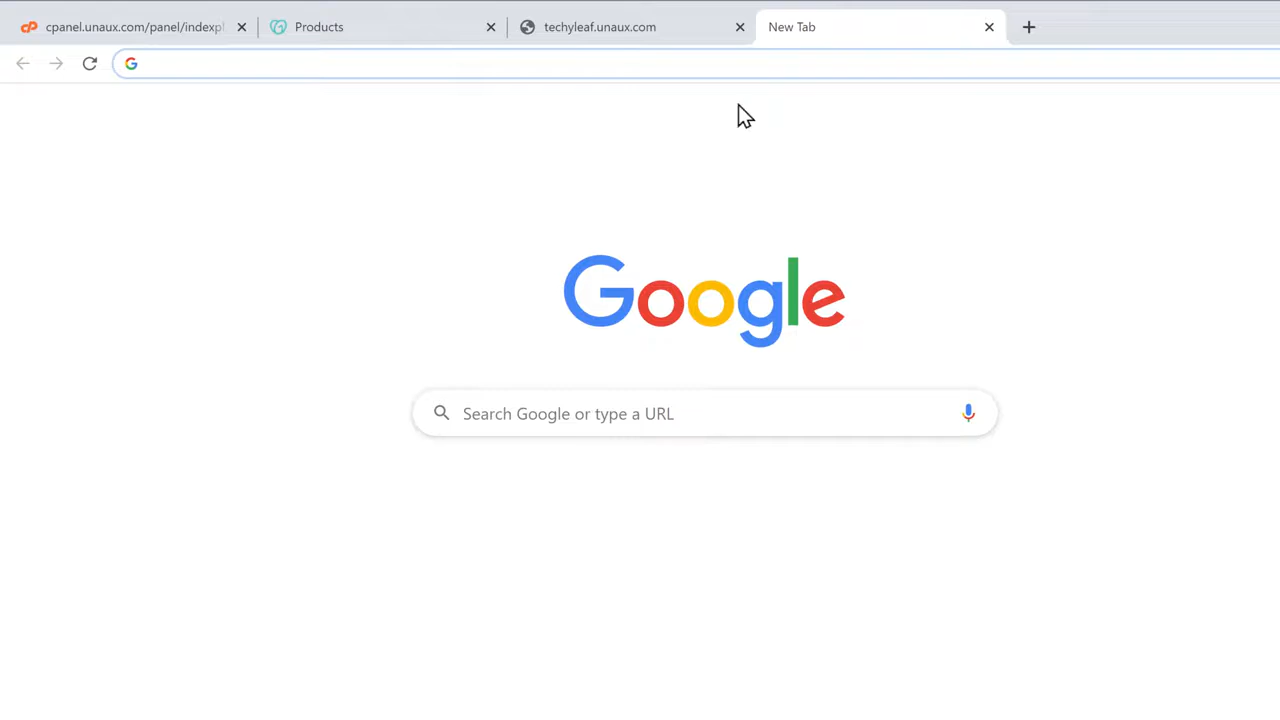 cpanel.unaux.com/panel/indexp
Products
techyleaf.unaux.com
New Tab
Google
Search Google or type a URL